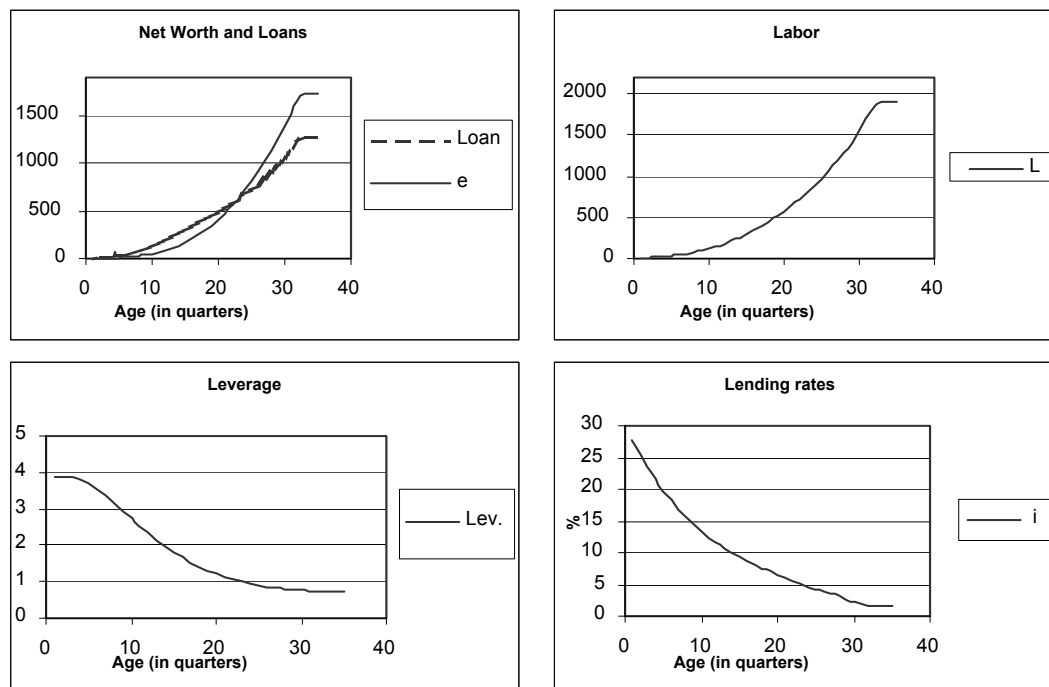 Net Worth and Loans
1500
1000
500
0
0 10 20 30 40
Age (in quarters)
Loan
e
Labor
2000
1500
1000
500
0
0 10 20 30 40
Age (in quarters)
L
Leverage
5
4
3
2
1
0
0 10 20 30 40
Age (in quarters)
Lev.
Lending rates
30
25
20
15
10
5
0
%
0 10 20 30 40
Age (in quarters)
i